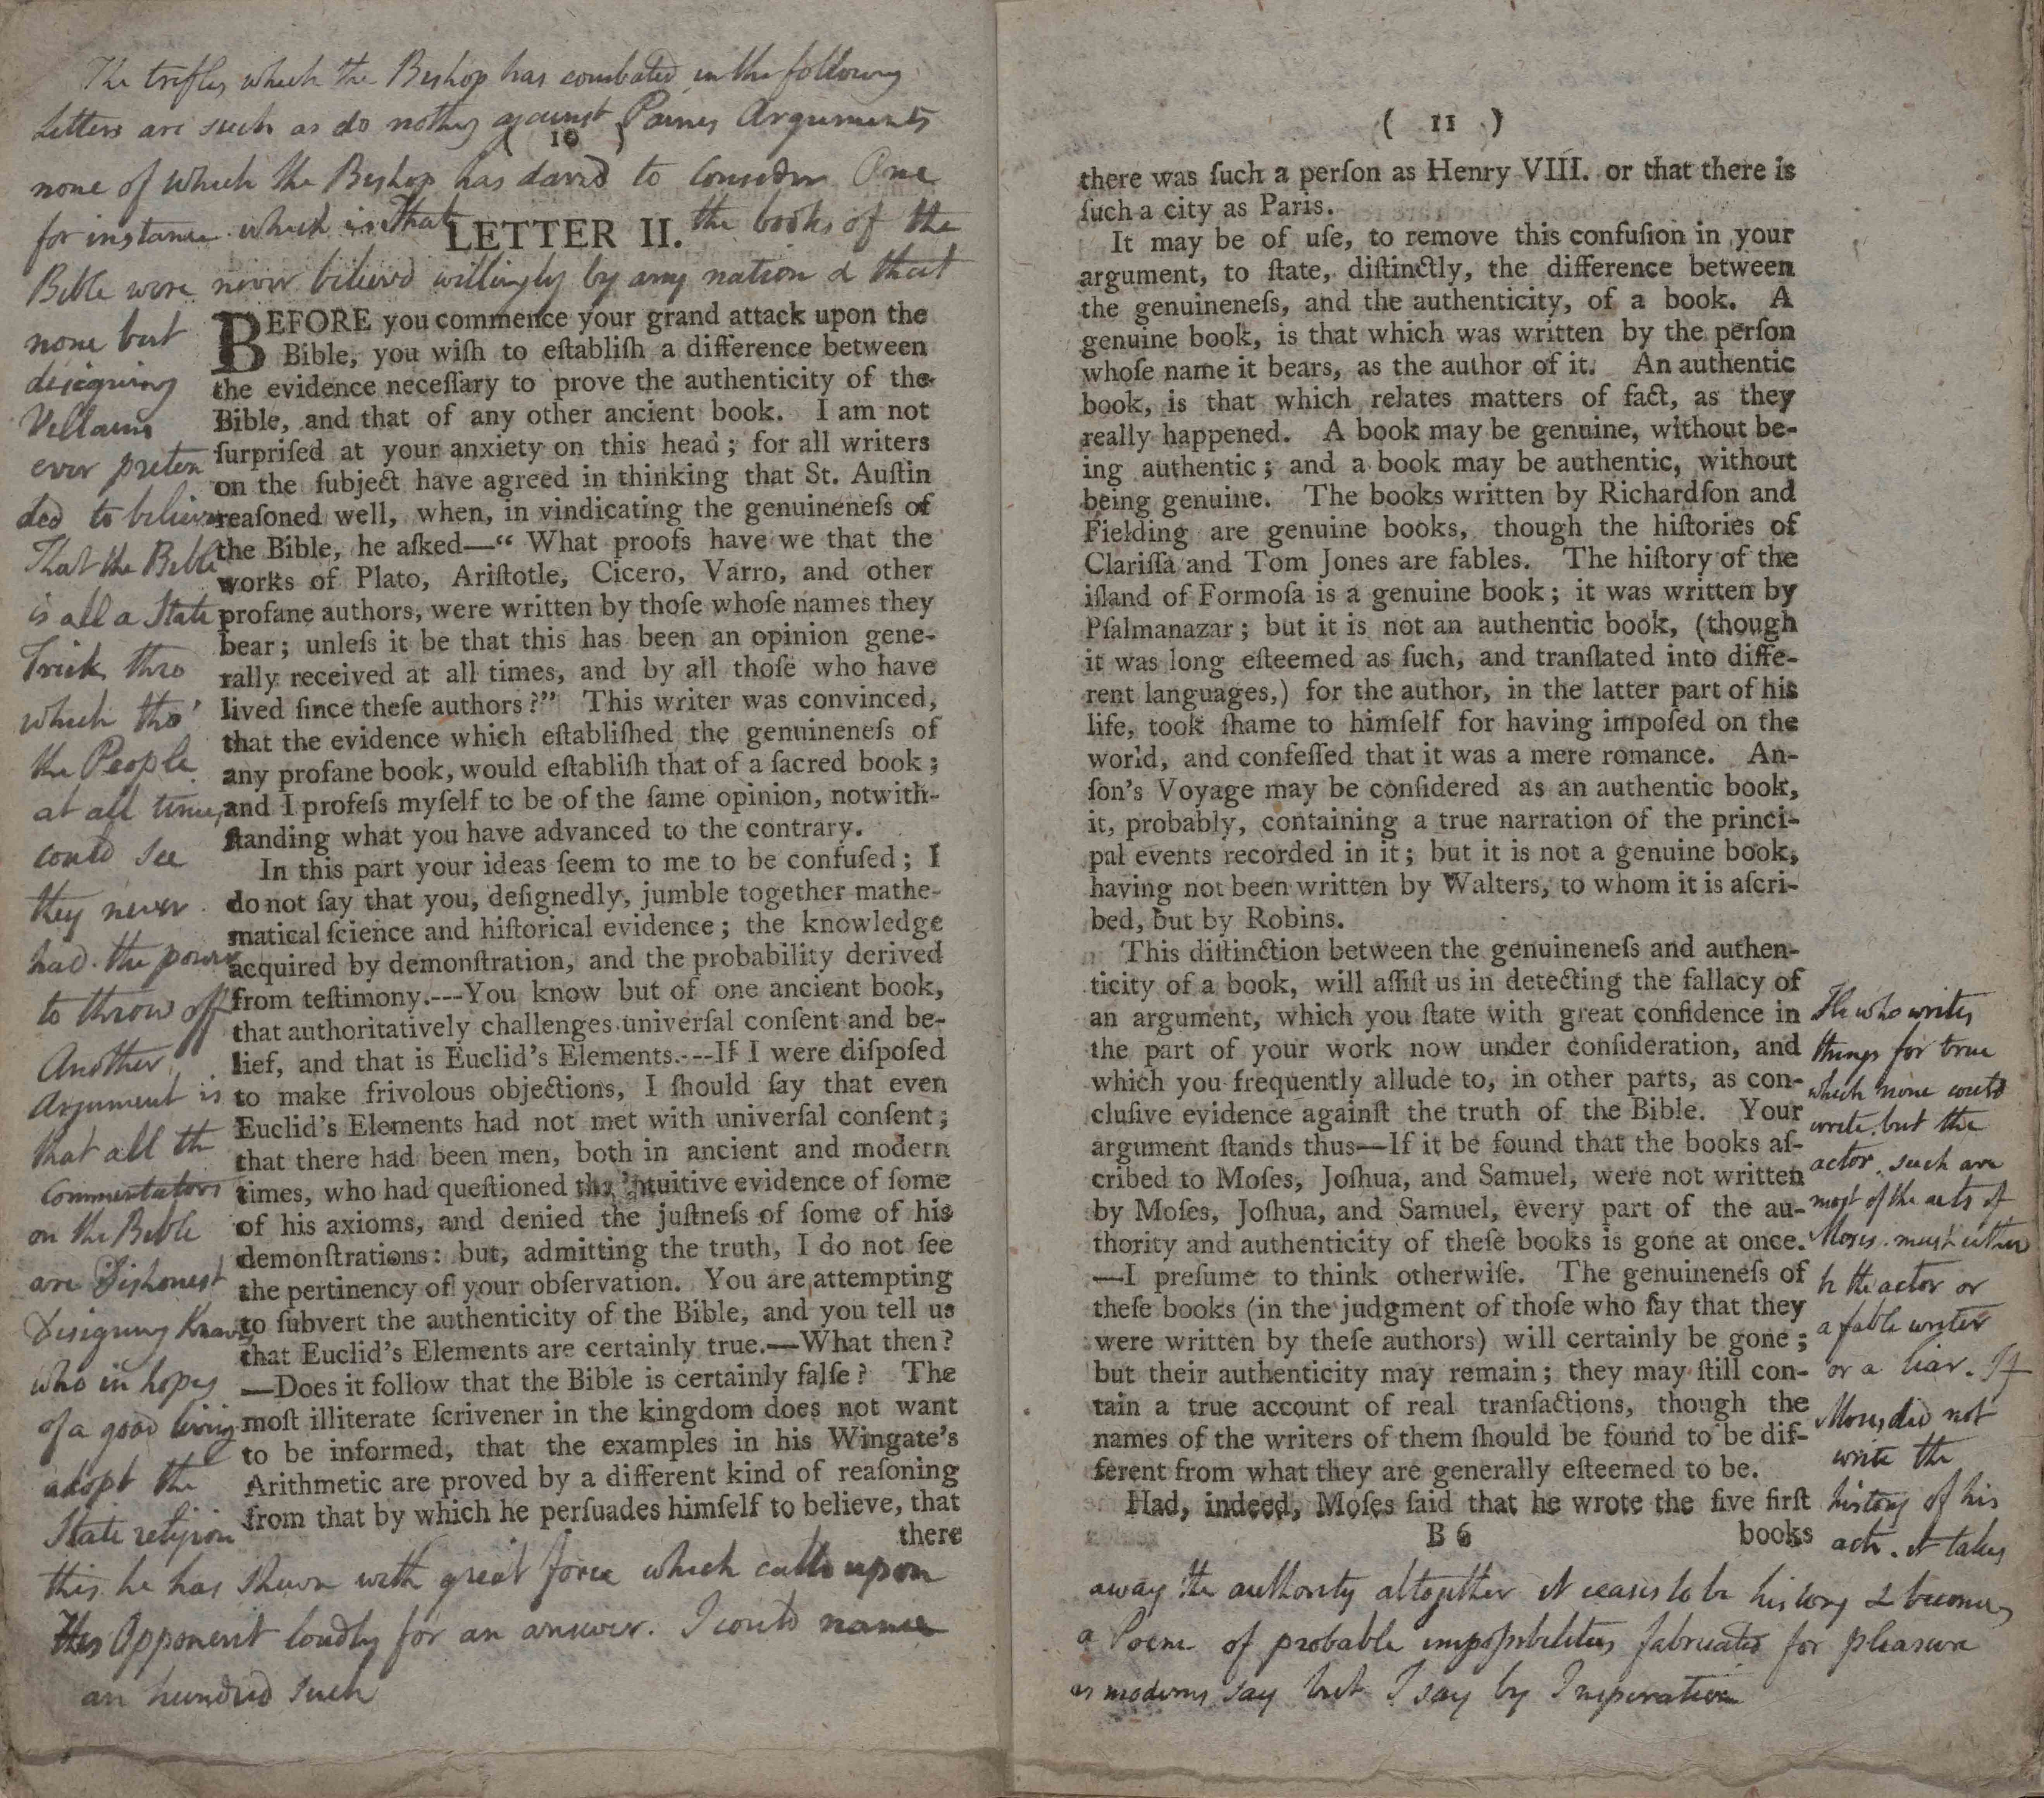 The trifles which the Bishop has combated in the following
Letters are such as do nothing against Paines Arguments
( 10 )
none of which the Bishop has dared to Consider. One
for instance which is That the books of the
LETTER II.
Bible were never believd willingly by any nation & that
none but
designing
Villains
ever preten
ded to believe
That the Bible
is all a State
Trick, thro
which tho'
the People
at all times
could see
they never
had the power
to throw off
Another
Argument is
that all the
Commentators
on the Bible
are Dishonest
Designing Knaves
who in hopes
of a good living
adopt the
State religion
this he has shewn with great force which calls upon
His Opponent loudly for an answer. I could name
an hundred such
BEFORE you commence your grand attack upon the
Bible, you wiſh to eſtabliſh a difference between
the evidence neceſſary to prove the authenticity of the
Bible, and that of any other ancient book. I am not
ſurpriſed at your anxiety on this head; for all writers
on the ſubject have agreed in thinking that St. Auſtin
reaſoned well, when, in vindicating the genuineneſs of
the Bible, he aſked—“ What proofs have we that the
works of Plato, Ariſtotle, Cicero, Varro, and other
profane authors, were written by thoſe whoſe names they
bear; unleſs it be that this has been an opinion gene-
rally received at all times, and by all thoſe who have
lived ſince theſe authors?” This writer was convinced,
that the evidence which eſtabliſhed the genuineneſs of
any profane book, would eſtabliſh that of a ſacred book;
and I profeſs myſelf to be of the ſame opinion, notwith-
ſtanding what you have advanced to the contrary.
In this part your ideas ſeem to me to be confuſed; I
do not ſay that you, deſignedly, jumble together mathe-
matical ſcience and hiſtorical evidence; the knowledge
acquired by demonſtration, and the probability derived
from teſtimony.---You know but of one ancient book,
that authoritatively challenges univerſal conſent and be-
lief, and that is Euclid's Elements.---If I were diſpoſed
to make frivolous objections, I ſhould ſay that even
Euclid's Elements had not met with univerſal conſent;
that there had been men, both in ancient and modern
times, who had queſtioned the intuitive evidence of ſome
of his axioms, and denied the juſtneſs of ſome of his
demonſtrations: but, admitting the truth, I do not ſee
the pertinency of your obſervation. You are attempting
to ſubvert the authenticity of the Bible, and you tell us
that Euclid's Elements are certainly true.—What then?
—Does it follow that the Bible is certainly falſe? The
moſt illiterate ſcrivener in the kingdom does not want
to be informed, that the examples in his Wingate's
Arithmetic are proved by a different kind of reaſoning
from that by which he perſuades himſelf to believe, that
there
( 11 )
there was ſuch a perſon as Henry VIII. or that there is
ſuch a city as Paris.
It may be of uſe, to remove this confuſion in your
argument, to ſtate, diſtinctly, the difference between
the genuineneſs, and the authenticity, of a book. A
genuine book, is that which was written by the perſon
whoſe name it bears, as the author of it. An authentic
book, is that which relates matters of fact, as they
really happened. A book may be genuine, without be-
ing authentic; and a book may be authentic, without
being genuine. The books written by Richardſon and
Fielding are genuine books, though the hiſtories of
Clariſſa and Tom Jones are fables. The hiſtory of the
iſland of Formoſa is a genuine book; it was written by
Pſalmanazar; but it is not an authentic book, (though
it was long eſteemed as ſuch, and tranſlated into diffe-
rent languages,) for the author, in the latter part of his
life, took ſhame to himſelf for having impoſed on the
world, and confeſſed that it was a mere romance. An-
ſon's Voyage may be conſidered as an authentic book,
it, probably, containing a true narration of the princi-
pal events recorded in it; but it is not a genuine book,
having not been written by Walters, to whom it is aſcri-
bed, but by Robins.
This diſtinction between the genuineneſs and authen-
ticity of a book, will aſſiſt us in detecting the fallacy of
an argument, which you ſtate with great confidence in
the part of your work now under conſideration, and
which you frequently allude to, in other parts, as con-
cluſive evidence againſt the truth of the Bible. Your
argument ſtands thus—If it be found that the books aſ-
cribed to Moſes, Joſhua, and Samuel, were not written
by Moſes, Joſhua, and Samuel, every part of the au-
thority and authenticity of theſe books is gone at once.
—I preſume to think otherwiſe. The genuineneſs of
theſe books (in the judgment of thoſe who ſay that they
were written by theſe authors) will certainly be gone;
but their authenticity may remain; they may ſtill con-
tain a true account of real tranſactions, though the
names of the writers of them ſhould be found to be dif-
ferent from what they are generally eſteemed to be.
Had, indeed, Moſes ſaid that he wrote the five firſt
B 6
books
He who writes
things for true
which none could
write. but the
actor. such are
most of the acts of
Moses. must either
be the actor or
a fable writer
or a liar. If
Moses did not
write the
history of his
acts. it takes
away the authority altogether it ceases to be history & becomes
a Poem of probable impossibilities fabricated for pleasure
as moderns say but I say by Inspiration